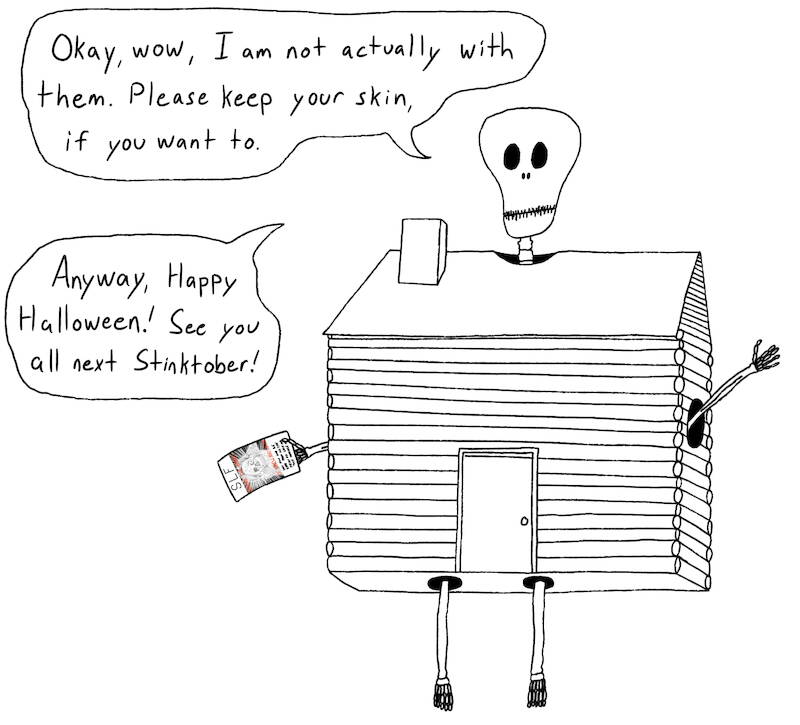 Okay, wow, I am not actually with
them. Please keep your skin,
if you want to.
Anyway, Happy
Halloween! See you
all next Stinktober!
SLF